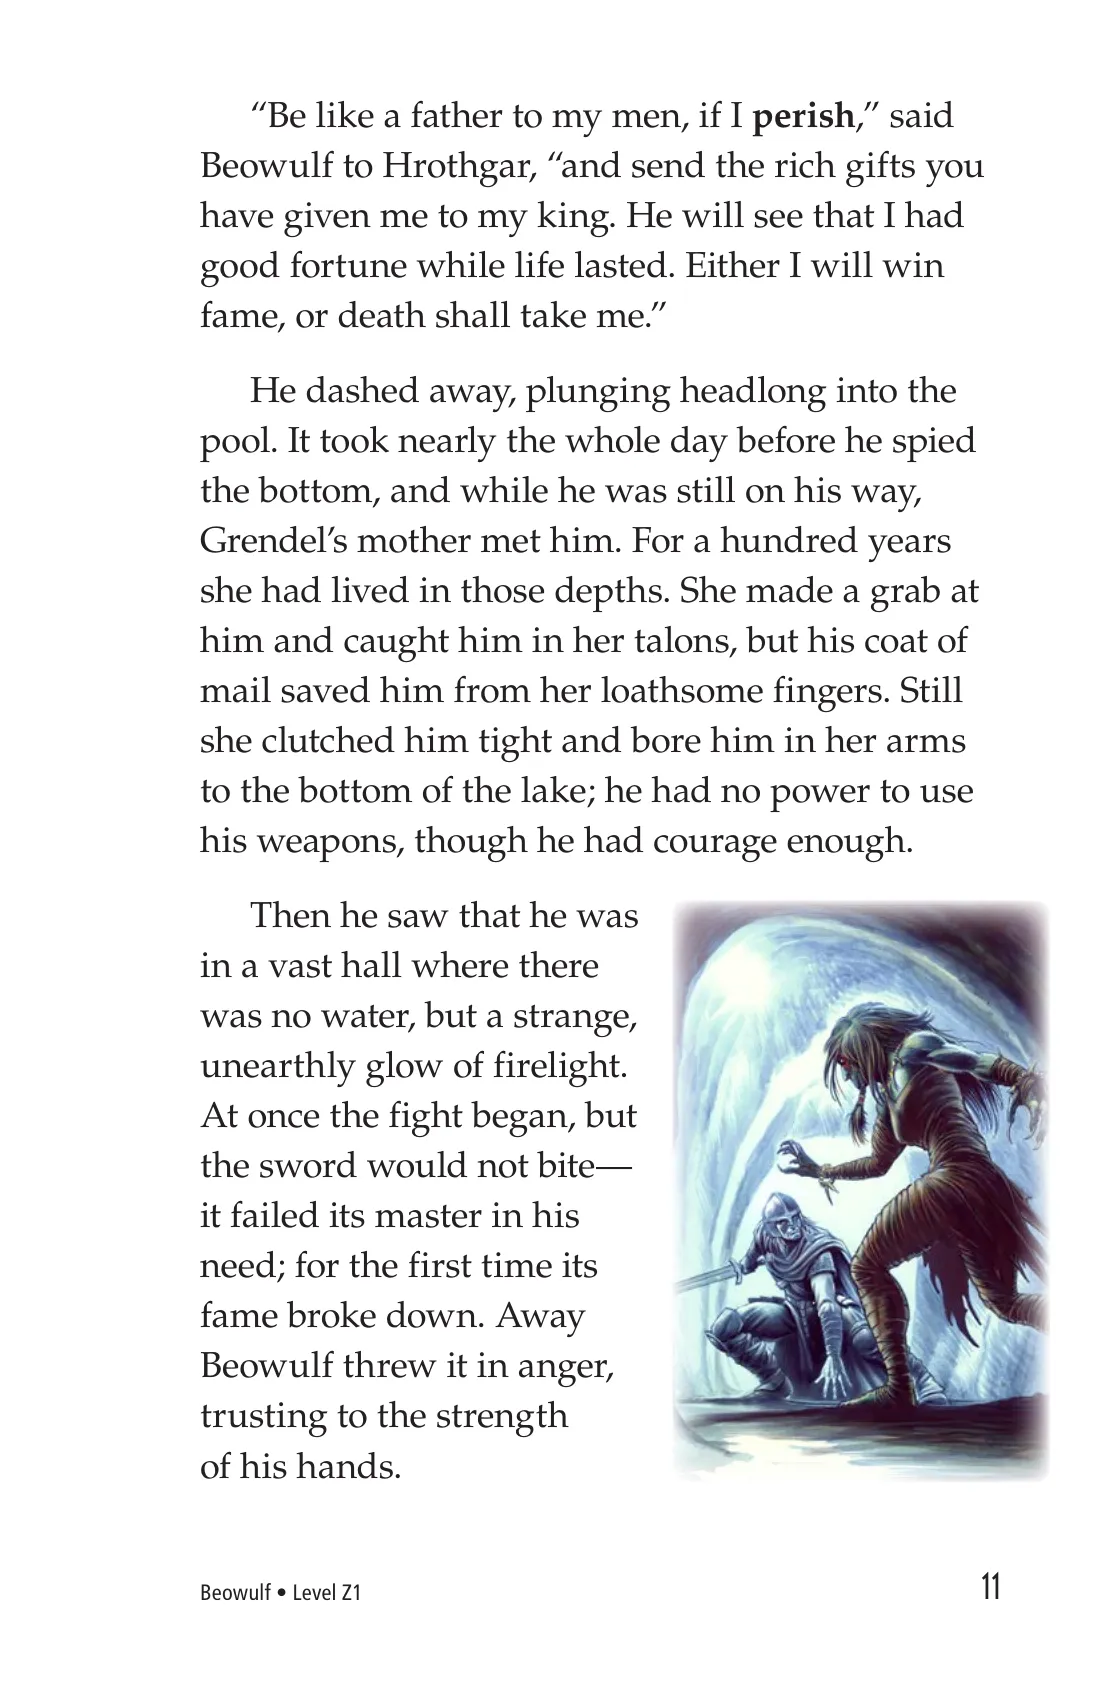 “Be like a father to my men, if I perish,” said
Beowulf to Hrothgar, “and send the rich gifts you
have given me to my king. He will see that I had
good fortune while life lasted. Either I will win
fame, or death shall take me.”
He dashed away, plunging headlong into the
pool. It took nearly the whole day before he spied
the bottom, and while he was still on his way,
Grendel’s mother met him. For a hundred years
she had lived in those depths. She made a grab at
him and caught him in her talons, but his coat of
mail saved him from her loathsome fingers. Still
she clutched him tight and bore him in her arms
to the bottom of the lake; he had no power to use
his weapons, though he had courage enough.
Then he saw that he was
in a vast hall where there
was no water, but a strange,
unearthly glow of firelight.
At once the fight began, but
the sword would not bite—
it failed its master in his
need; for the first time its
fame broke down. Away
Beowulf threw it in anger,
trusting to the strength
of his hands.
Beowulf • Level Z1
11